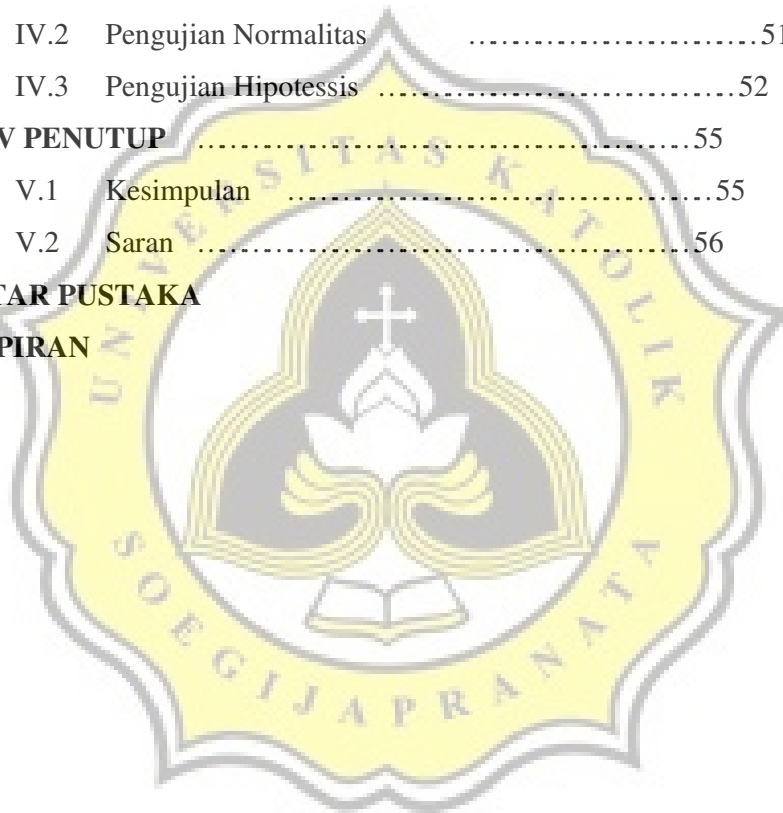 IV.2 Pengujian Normalitas ………………………………51
IV.3 Pengujian Hipotessis ………………………………………52
V PENUTUP ……………………………………………………55
V.1 Kesimpulan ………………………………………………55
V.2 Saran …………………………………………………………56
TAR PUSTAKA
PIRAN
UNIVERSITAS KATOLIK
SOEGIJAPRANATA